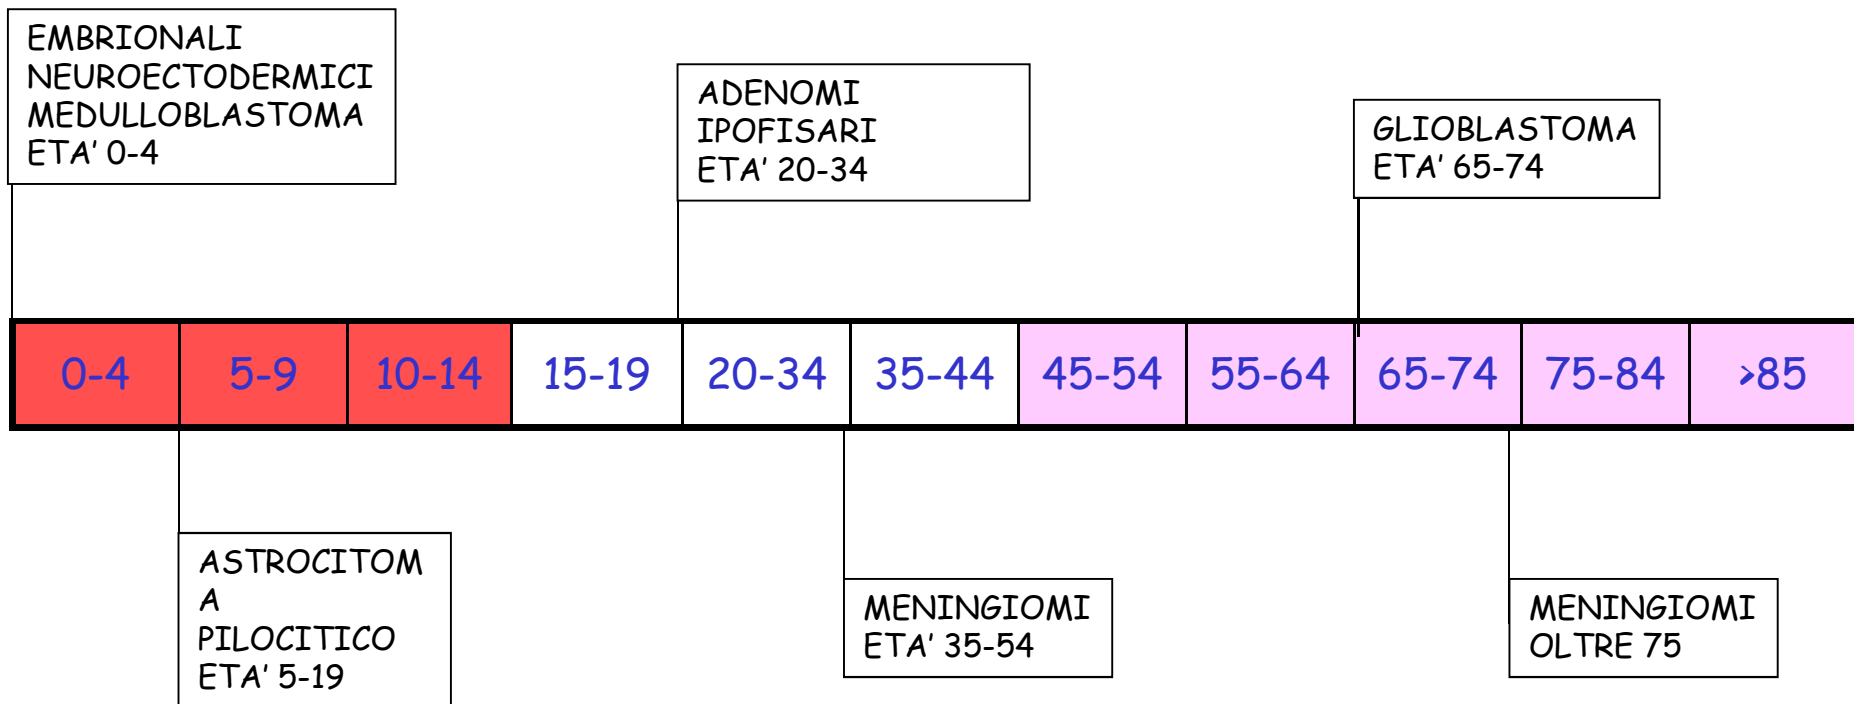 EMBRIONALI
NEUROECTODERMICI
MEDULLOBLASTOMA
ETA' 0-4
ADENOMI
IPOFISARI
ETA' 20-34
GLIOBLASTOMA
ETA' 65-74
0-4 5-9 10-14 15-19 20-34 35-44 45-54 55-64 65-74 75-84 >85
ASTROCITOM
A
PILOCITICO
ETA' 5-19
MENINGIOMI
ETA' 35-54
MENINGIOMI
OLTRE 75